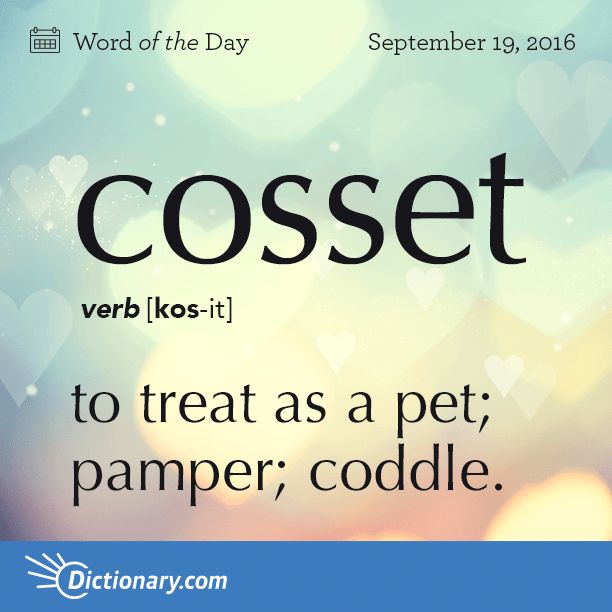 Word of the Day
September 19, 2016
cosset
verb [kos-it]
to treat as a pet;
pamper; coddle.
Dictionary.com